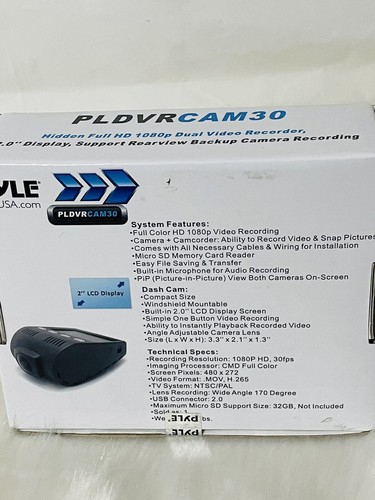 PLDVRCAM30
Hidden Full HD 1080p Dual Video Recorder,
.0" Display, Support Rearview Backup Camera Recording
YLE
USA.com
PLDVRCAM30
System Features:
•Full Color HD 1080p Video Recording
•Camera + Camcorder: Ability to Record Video & Snap Pictures
•Comes with All Necessary Cables & Wiring for Installation
•Micro SD Memory Card Reader
•Easy File Saving & Transfer
•Built-in Microphone for Audio Recording
•PiP (Picture-in-Picture) View Both Cameras On-Screen
2" LCD Display
Dash Cam:
•Compact Size
•Windshield Mountable
•Built-in 2.0" LCD Display Screen
•Simple One Button Video Recording
•Ability to Instantly Playback Recorded Video
•Angle Adjustable Camera Lens
•Size (L x W x H): 3.3" x 2.1" x 1.3"
Technical Specs:
•Recording Resolution: 1080P HD, 30fps
•Imaging Processor: CMD Full Color
•Screen Pixels: 480 x 272
•Video Format: .MOV, H.265
•TV System: NTSC/PAL
•Lens Recording: Wide Angle 170 Degree
•USB Connector: 2.0
•Maximum Micro SD Support Size: 32GB, Not Included
•Sold as: 1
•We lbs.
PYLE